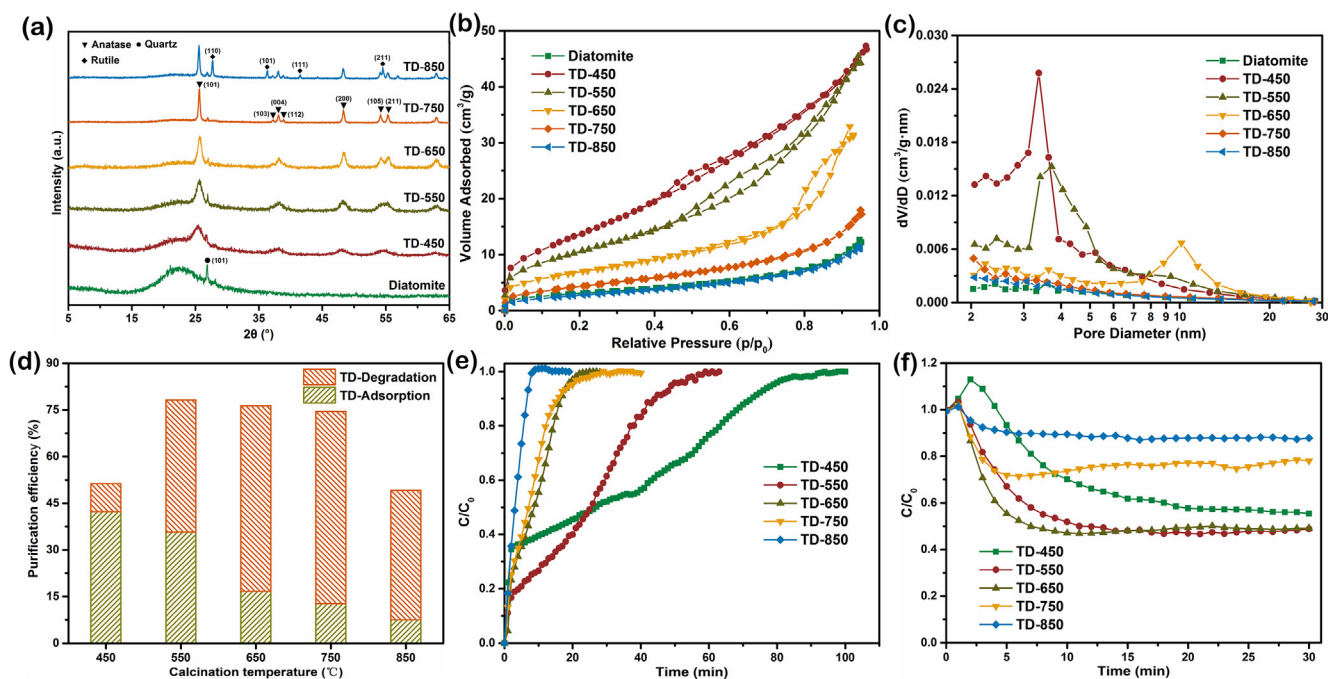 (a)
▼ Anatase ● Quartz
◆ Rutile
(110)
(101)
(111)
(211)
TD-850
(101)
(103)
(004)
(112)
(200)
(105)
(211)
TD-750
TD-650
TD-550
TD-450
(101)
Diatomite
Intensity (a.u.)
5 15 25 35 45 55 65
2θ (°)
(b)
50
45
40
35
30
25
20
15
10
5
0
Volume Adsorbed (cm³/g)
Diatomite
TD-450
TD-550
TD-650
TD-750
TD-850
0.0 0.2 0.4 0.6 0.8 1.0
Relative Pressure (p/p₀)
(c)
0.030
0.024
0.018
0.012
0.006
0.000
dV/dD (cm³/g·nm)
Diatomite
TD-450
TD-550
TD-650
TD-750
TD-850
2 3 4 5 6 7 8 9 10 20 30
Pore Diameter (nm)
(d)
90
75
60
45
30
15
0
Purification efficiency (%)
TD-Degradation
TD-Adsorption
450 550 650 750 850
Calcination temperature (℃)
(e)
1.0
0.8
0.6
0.4
0.2
0.0
C/C₀
TD-450
TD-550
TD-650
TD-750
TD-850
0 20 40 60 80 100
Time (min)
(f)
1.2
1.0
0.8
0.6
0.4
0.2
0.0
C/C₀
TD-450
TD-550
TD-650
TD-750
TD-850
0 5 10 15 20 25 30
Time (min)